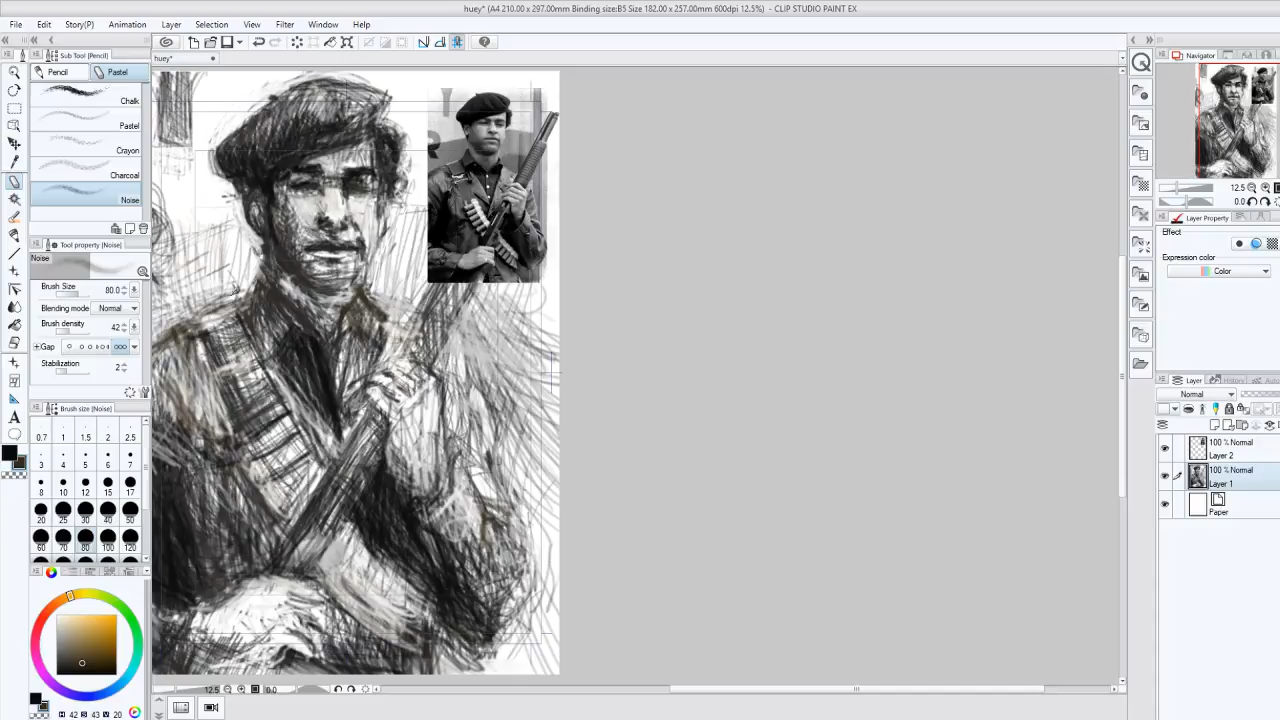 huey* (A4 210.00 x 297.00mm Binding size:B5 Size 182.00 x 257.00mm 600dpi 12.5%) - CLIP STUDIO PAINT EX
File Edit Story(P) Animation Layer Selection View Filter Window Help
huey*
Sub Tool [Pencil]
Pencil Pastel
Chalk
Pastel
Crayon
Charcoal
Noise
Tool property [Noise]
Noise
Brush Size 80.0
Blending mode Normal
Brush density 42
Gap
Stabilization 2
Brush size [Noise]
0.7 1 1.5 2 2.5
3 4 5 6 7
8 10 12 15 17
20 25 30 40 50
60 70 80 100 120
H 42 S 43 V 20
12.5 0.0
Navigator
12.5
0.0
Layer Property
Effect
Expression color
Color
Layer History Auto
Normal
100 % Normal
Layer 2
100 % Normal
Layer 1
Paper